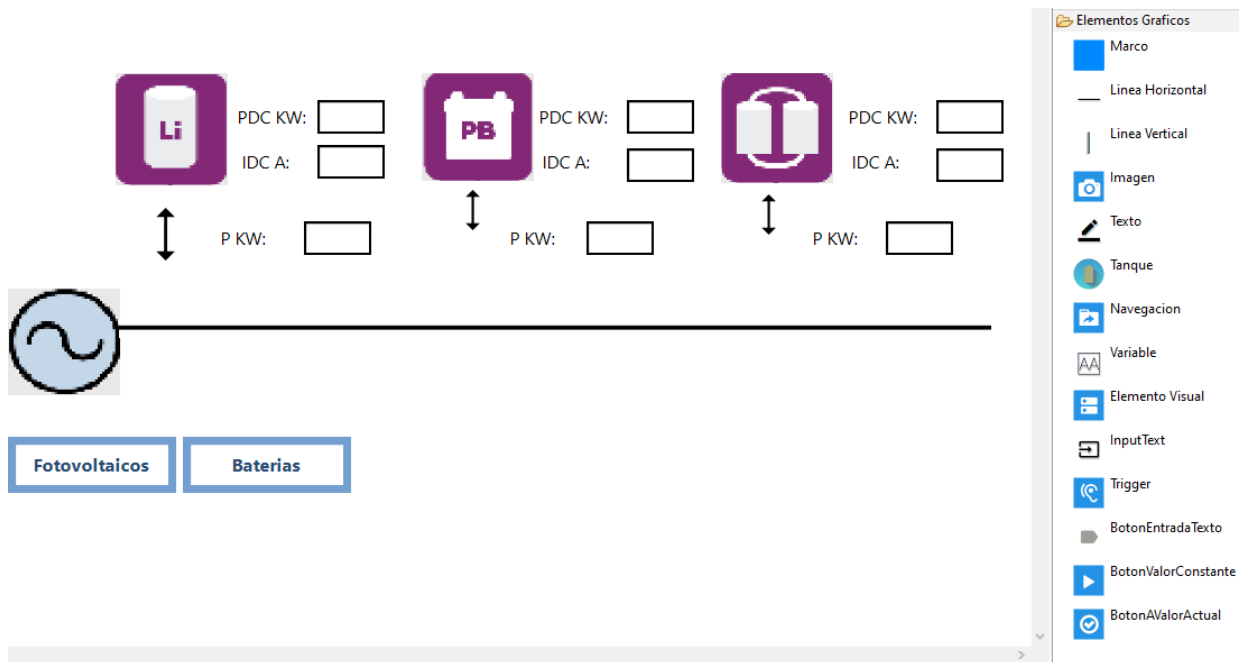 Li
PDC KW:
IDC A:
P KW:
PB
PDC KW:
IDC A:
P KW:
PDC KW:
IDC A:
P KW:
Fotovoltaicos
Baterias
Elementos Graficos
Marco
Linea Horizontal
Linea Vertical
Imagen
Texto
Tanque
Navegacion
AA
Variable
Elemento Visual
InputText
Trigger
BotonEntradaTexto
BotonValorConstante
BotonAValorActual